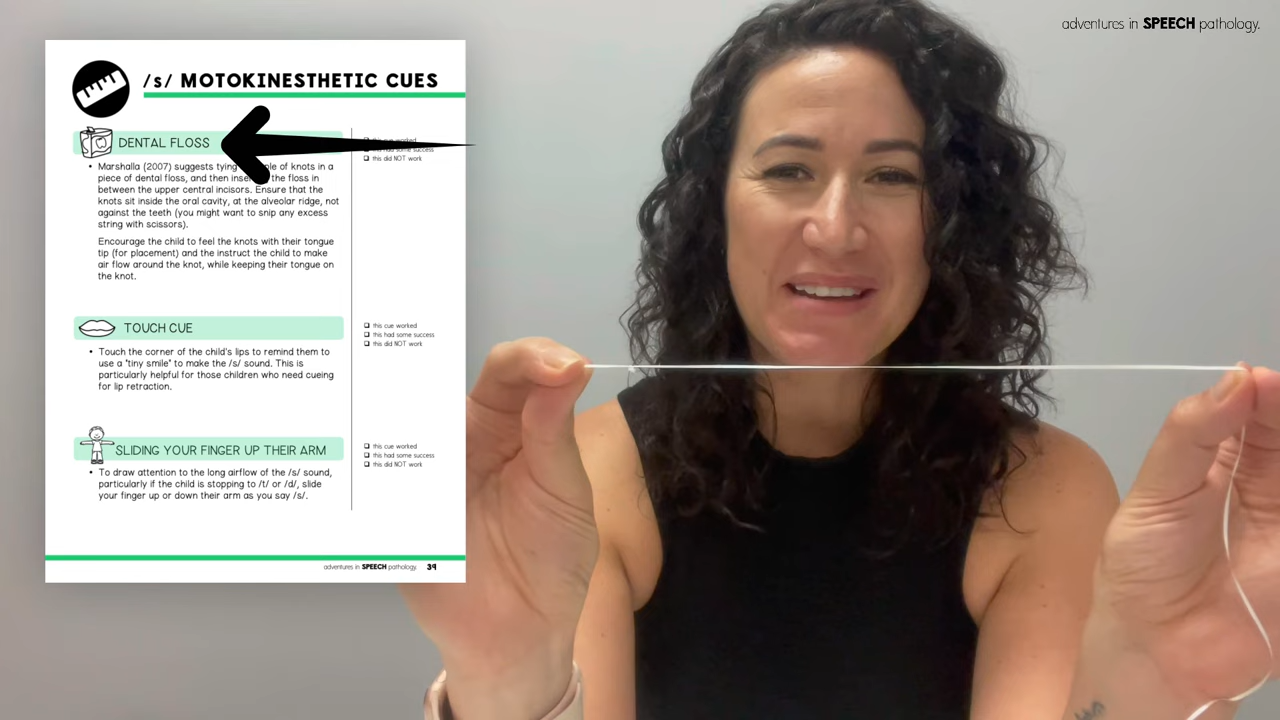 adventures in SPEECH pathology.
/s/ MOTOKINESTHETIC CUES
DENTAL FLOSS
this did NOT work
Marshalla (2007) suggests tying of knots in a
piece of dental floss, and then the floss in
between the upper central incisors. Ensure that the
knots sit inside the oral cavity, at the alveolar ridge, not
against the teeth (you might want to snip any excess
string with scissors).
Encourage the child to feel the knots with their tongue
tip (for placement) and the instruct the child to make
air flow around the knot, while keeping their tongue on
the knot.
TOUCH CUE
this cue worked
this had some success
this did NOT work
Touch the corner of the child's lips to remind them to
use a "tiny smile" to make the /s/ sound. This is
particularly helpful for those children who need cueing
for lip retraction.
SLIDING YOUR FINGER UP THEIR ARM
this cue worked
this had some success
this did NOT work
To draw attention to the long airflow of the /s/ sound,
particularly if the child is stopping to /t/ or /d/, slide
your finger up or down their arm as you say /s/.
adventures in SPEECH pathology. 39